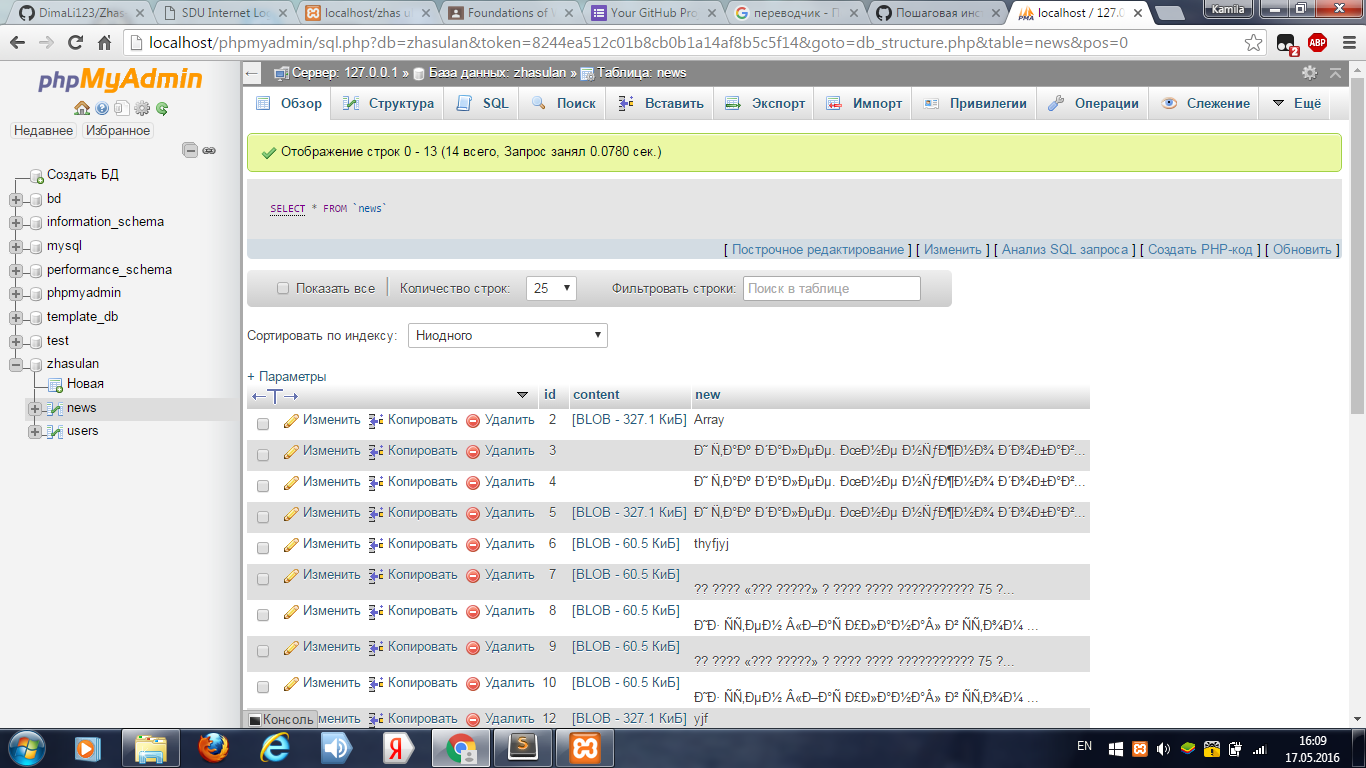 DimaLi123/Zhas
SDU Internet Lo
localhost/zhas u
Foundations of V
Your GitHub Pro
переводчик - П
Пошаговая инс
localhost / 127.0
Kamila
localhost/phpmyadmin/sql.php?db=zhasulan&token=8244ea512c01b8cb0b1a14af8b5c5f14&goto=db_structure.php&table=news&pos=0
2
ABP
phpMyAdmin
Недавнее Избранное
Создать БД
bd
information_schema
mysql
performance_schema
phpmyadmin
template_db
test
zhasulan
Новая
news
users
Сервер: 127.0.0.1 » База данных: zhasulan » Таблица: news
Обзор Структура SQL Поиск Вставить Экспорт Импорт Привилегии Операции Слежение Ещё
Отображение строк 0 - 13 (14 всего, Запрос занял 0.0780 сек.)
SELECT * FROM `news`
[ Построчное редактирование ] [ Изменить ] [ Анализ SQL запроса ] [ Создать PHP-код ] [ Обновить ]
Показать все Количество строк: 25 Фильтровать строки: Поиск в таблице
Сортировать по индексу: Ниодного
+ Параметры
←T→ id content new
Изменить Копировать Удалить 2 [BLOB - 327.1 КиБ] Array
Изменить Копировать Удалить 3 Ð˜ Ñ‚Ð°Ðº Ð´Ð°Ð»ÐµÐµ. ÐœÐ½Ðµ Ð½ÑƒÐ¶Ð½Ð¾ Ð´Ð¾Ð±Ð°Ð²...
Изменить Копировать Удалить 4 Ð˜ Ñ‚Ð°Ðº Ð´Ð°Ð»ÐµÐµ. ÐœÐ½Ðµ Ð½ÑƒÐ¶Ð½Ð¾ Ð´Ð¾Ð±Ð°Ð²...
Изменить Копировать Удалить 5 [BLOB - 327.1 КиБ] Ð˜ Ñ‚Ð°Ðº Ð´Ð°Ð»ÐµÐµ. ÐœÐ½Ðµ Ð½ÑƒÐ¶Ð½Ð¾ Ð´Ð¾Ð±Ð°Ð²...
Изменить Копировать Удалить 6 [BLOB - 60.5 КиБ] thyfjyj
Изменить Копировать Удалить 7 [BLOB - 60.5 КиБ]
?? ???? «??? ?????» ? ???? ???? ??????????? 75 ?...
Изменить Копировать Удалить 8 [BLOB - 60.5 КиБ]
Ð˜Ð· ÑÑ‚ÐµÐ½ Â«Ð–Ð°Ñ Ð£Ð»Ð°Ð½Ð°Â» Ð² ÑÑ‚Ð¾Ð¼ ...
Изменить Копировать Удалить 9 [BLOB - 60.5 КиБ]
?? ???? «??? ?????» ? ???? ???? ??????????? 75 ?...
Изменить Копировать Удалить 10 [BLOB - 60.5 КиБ]
Ð˜Ð· ÑÑ‚ÐµÐ½ Â«Ð–Ð°Ñ Ð£Ð»Ð°Ð½Ð°Â» Ð² ÑÑ‚Ð¾Ð¼ ...
Консоль
менить Копировать Удалить 12 [BLOB - 327.1 КиБ] yjf
EN
16:09
17.05.2016